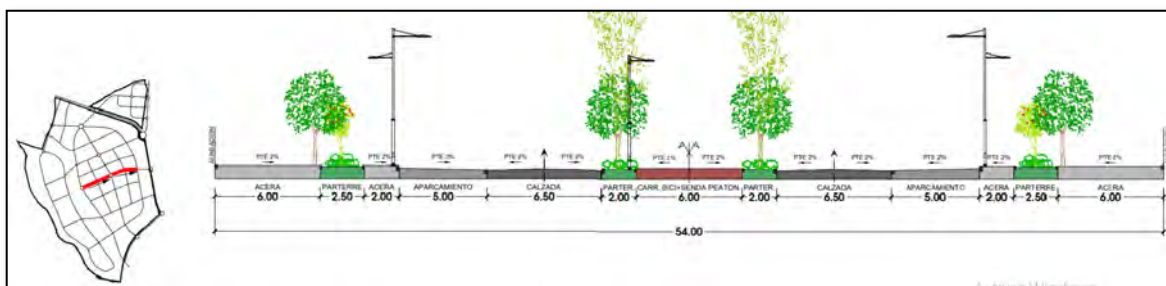 PTE 2% PTE 2% PTE 2% PTE 2% PTE 2% PTE 2% PTE 2% PTE 2% PTE 2% PTE 2% PTE 2% PTE 2%
ACERA PARTERRE ACERA APARCAMIENTO CALZADA PARTER. CARR. BICI+SENDA PEATON. PARTER. CALZADA APARCAMIENTO ACERA PARTERRE ACERA
6.00 2.50 2.00 5.00 6.50 2.00 6.00 2.00 6.50 5.00 2.00 2.50 6.00
54.00